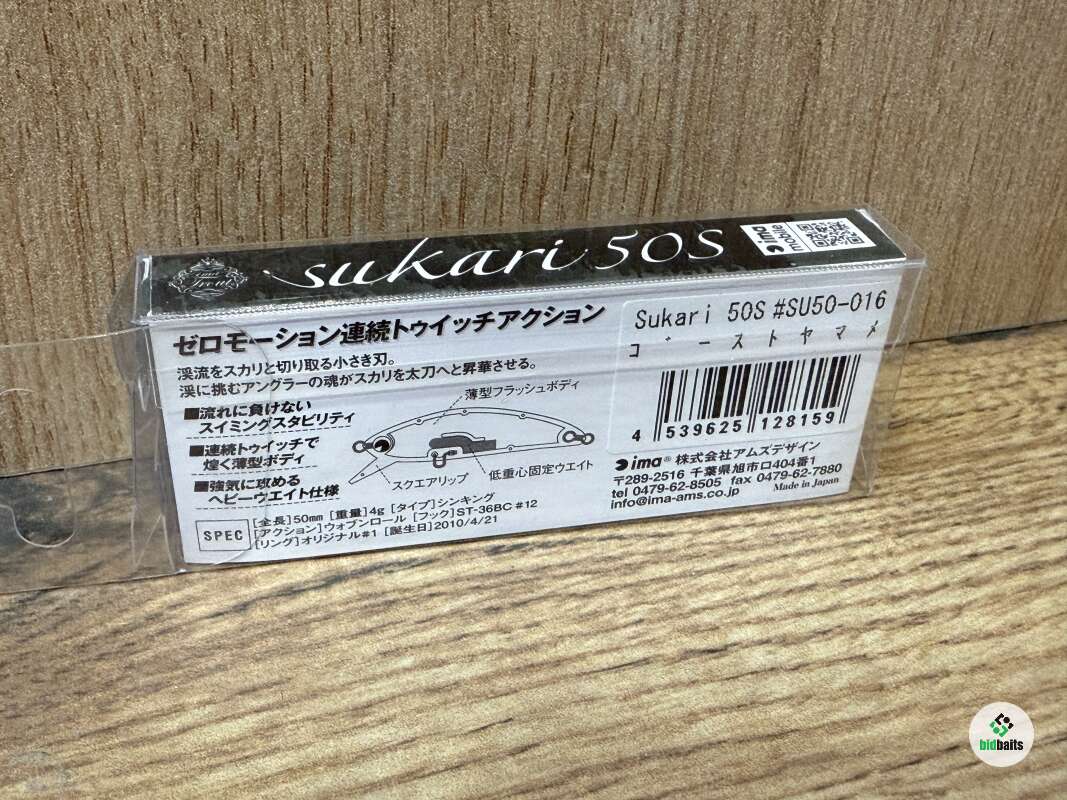 ima
Trout
sukari 50S
ima
mobile
ゼロモーション連続トゥイッチアクション
渓流をスカリと切り取る小さき刃。
渓に挑むアングラーの魂がスカリを太刀へと昇華させる。
■流れに負けない
スイミングスタビリティ
■連続トゥイッチで
煌く薄型ボディ
■強気に攻める
ヘビーウエイト仕様
薄型フラッシュボディ
スクエアリップ
低重心固定ウエイト
SPEC
[全長]50mm [重量]4g [タイプ]シンキング
[アクション]ウォブンロール [フック]ST-36BC #12
[リング]オリジナル#1 [誕生日]2010/4/21
Sukari 50S #SU50-016
ゴーストヤマメ
4 539625 128159
ima® 株式会社アムズデザイン
〒289-2516 千葉県旭市ロ404番1
tel 0479-62-8505 fax 0479-62-7880
info@ima-ams.co.jp Made in Japan
bidbaits